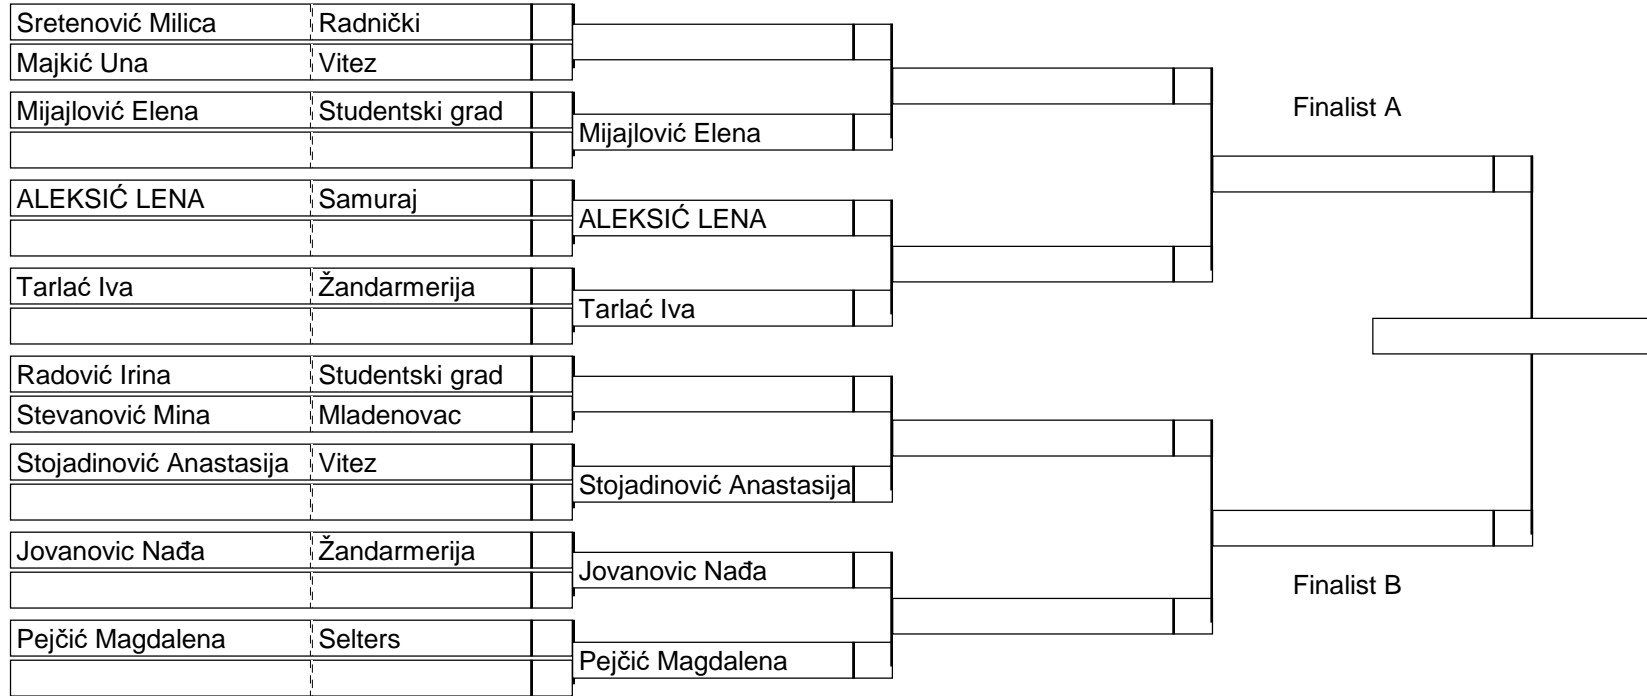 Sretenović Milica Radnički
Majkić Una Vitez
Mijajlović Elena Studentski grad
Mijajlović Elena
ALEKSIĆ LENA Samuraj
ALEKSIĆ LENA
Tarlać Iva Žandarmerija
Tarlać Iva
Radović Irina Studentski grad
Stevanović Mina Mladenovac
Stojadinović Anastasija Vitez
Stojadinović Anastasija
Jovanovic Nađa Žandarmerija
Jovanovic Nađa
Pejčić Magdalena Selters
Pejčić Magdalena
Finalist A
Finalist B